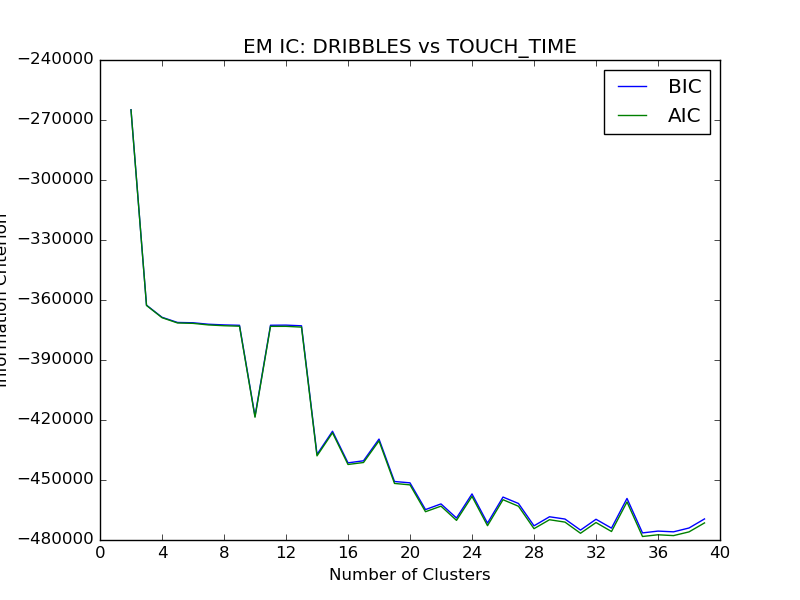 EM IC: DRIBBLES vs TOUCH_TIME
BIC
AIC
−240000
−270000
−300000
−330000
−360000
−390000
−420000
−450000
−480000
Information Criterion
0 4 8 12 16 20 24 28 32 36 40
Number of Clusters